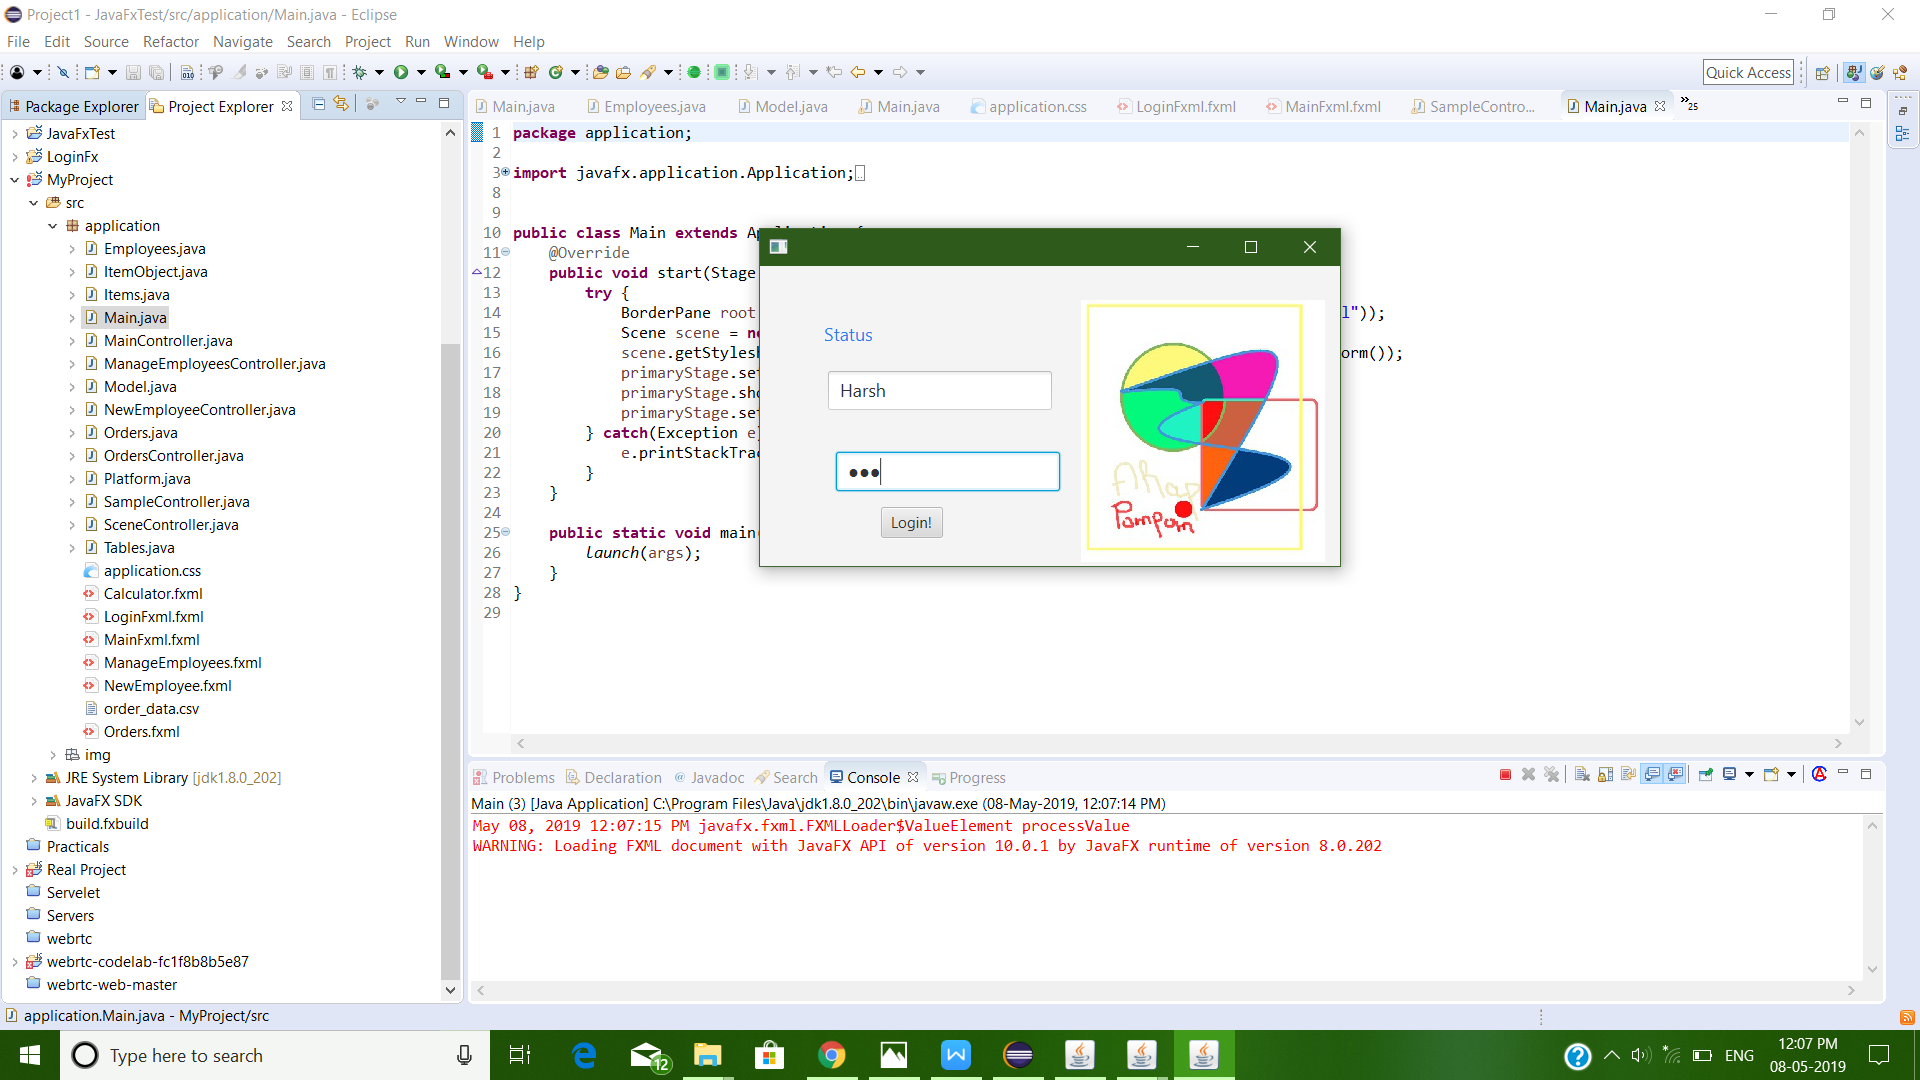 Project1 - JavaFxTest/src/application/Main.java - Eclipse
File Edit Source Refactor Navigate Search Project Run Window Help
Quick Access
Package Explorer Project Explorer
Main.java Employees.java Model.java Main.java application.css LoginFxml.fxml MainFxml.fxml SampleContro... Main.java »25
JavaFxTest
LoginFx
MyProject
src
application
Employees.java
ItemObject.java
Items.java
Main.java
MainController.java
ManageEmployeesController.java
Model.java
NewEmployeeController.java
Orders.java
OrdersController.java
Platform.java
SampleController.java
SceneController.java
Tables.java
application.css
Calculator.fxml
LoginFxml.fxml
MainFxml.fxml
ManageEmployees.fxml
NewEmployee.fxml
order_data.csv
Orders.fxml
img
JRE System Library [jdk1.8.0_202]
JavaFX SDK
build.fxbuild
Practicals
Real Project
Servelet
Servers
webrtc
webrtc-codelab-fc1f8b8b5e87
webrtc-web-master
1 package application;
2
3 import javafx.application.Application;
8
9
10 public class Main extends
11 @Override
12 public void start(Stage
13 try {
14 BorderPane root l"));
15 Scene scene =
16 scene.getStylesh orm());
17 primaryStage.se
18 primaryStage.sho
19 primaryStage.se
20 } catch(Exception e
21 e.printStackTrac
22 }
23 }
24
25 public static void main
26 launch(args);
27 }
28 }
29
Status
Harsh
Login!
Pompom
Problems Declaration Javadoc Search Console Progress
Main (3) [Java Application] C:\Program Files\Java\jdk1.8.0_202\bin\javaw.exe (08-May-2019, 12:07:14 PM)
May 08, 2019 12:07:15 PM javafx.fxml.FXMLLoader$ValueElement processValue
WARNING: Loading FXML document with JavaFX API of version 10.0.1 by JavaFX runtime of version 8.0.202
application.Main.java - MyProject/src
Type here to search
12
ENG
12:07 PM
08-05-2019